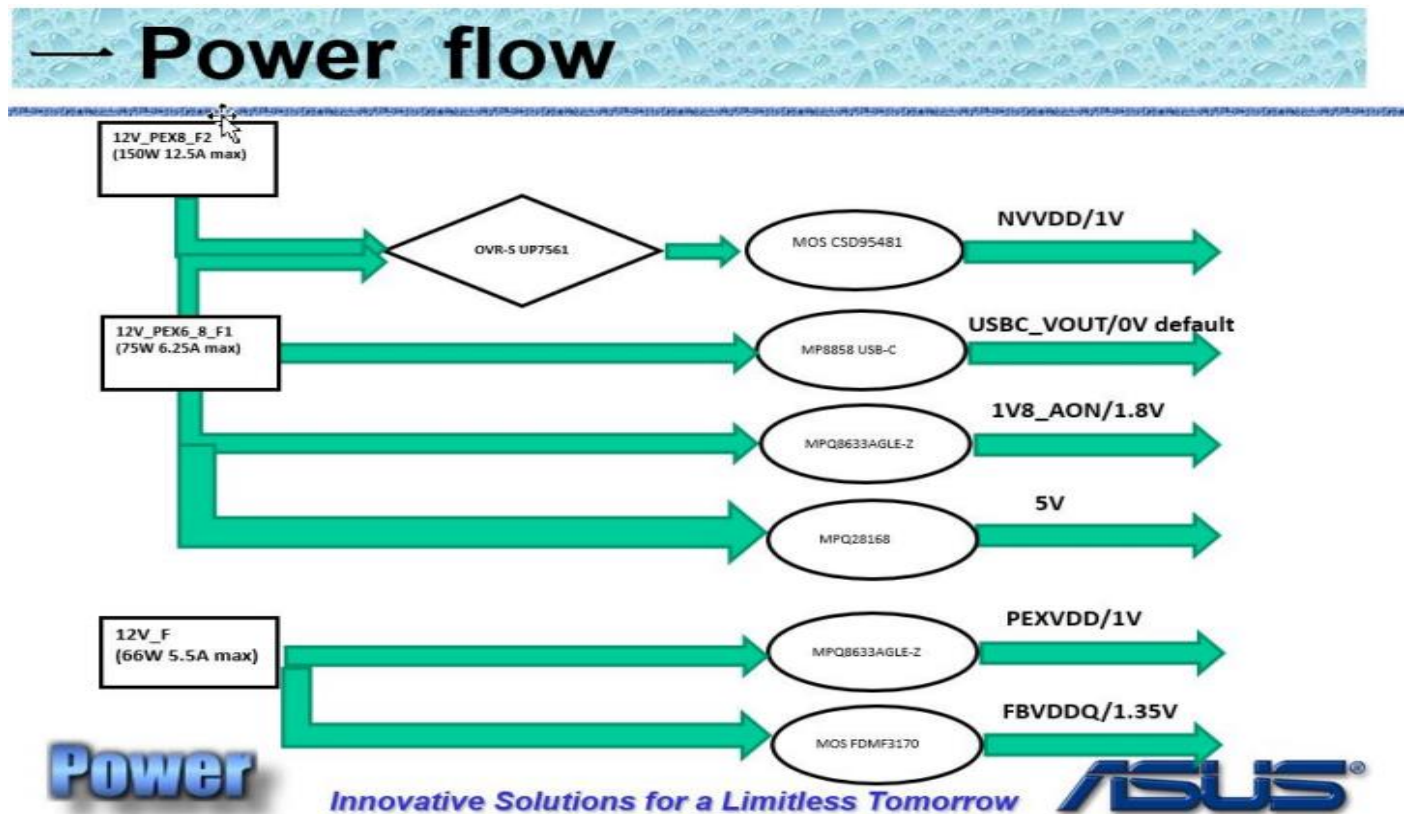 Power flow
12V_PEX8_F2
(150W 12.5A max)
OVR-S UP7561
MOS CSD95481
NVVDD/1V
12V_PEX6_8_F1
(75W 6.25A max)
MP8858 USB-C
USBC_VOUT/0V default
MPQ8633AGLE-Z
1V8_AON/1.8V
MPQ28168
5V
12V_F
(66W 5.5A max)
MPQ8633AGLE-Z
PEXVDD/1V
MOS FDMF3170
FBVDDQ/1.35V
Power
Innovative Solutions for a Limitless Tomorrow
ASUS®